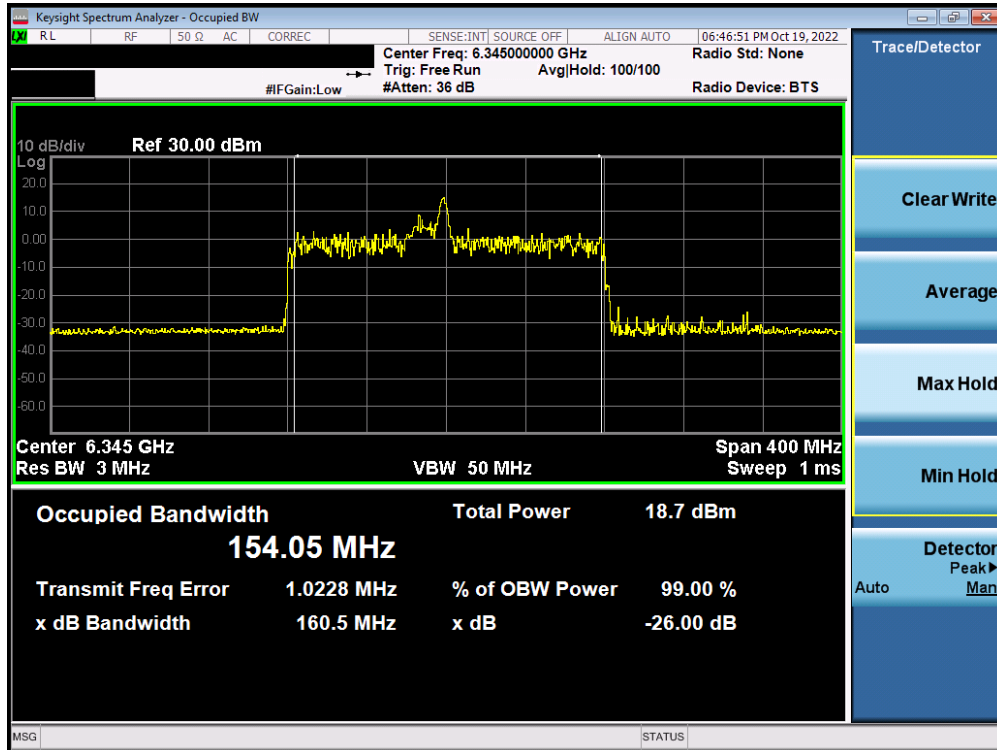 Keysight Spectrum Analyzer - Occupied BW
LXI RL RF 50 Ω AC CORREC SENSE:INT SOURCE OFF ALIGN AUTO 06:46:51 PM Oct 19, 2022
Center Freq: 6.345000000 GHz Radio Std: None
Trig: Free Run Avg|Hold: 100/100
#IFGain:Low #Atten: 36 dB Radio Device: BTS
Trace/Detector
10 dB/div Ref 30.00 dBm
Log
20.0
10.0
0.00
-10.0
-20.0
-30.0
-40.0
-50.0
-60.0
Center 6.345 GHz Span 400 MHz
Res BW 3 MHz VBW 50 MHz Sweep 1 ms
Occupied Bandwidth Total Power 18.7 dBm
154.05 MHz
Transmit Freq Error 1.0228 MHz % of OBW Power 99.00 %
x dB Bandwidth 160.5 MHz x dB -26.00 dB
Clear Write
Average
Max Hold
Min Hold
Detector
Peak▶
Auto Man
MSG STATUS